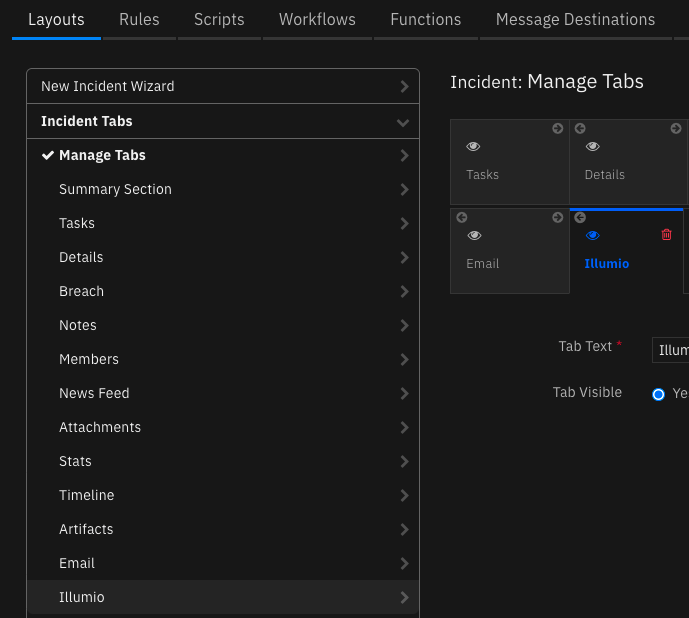 Layouts Rules Scripts Workflows Functions Message Destinations
New Incident Wizard
Incident Tabs
Manage Tabs
Summary Section
Tasks
Details
Breach
Notes
Members
News Feed
Attachments
Stats
Timeline
Artifacts
Email
Illumio
Incident: Manage Tabs
Tasks Details
Email Illumio
Tab Text * Illum
Tab Visible Ye